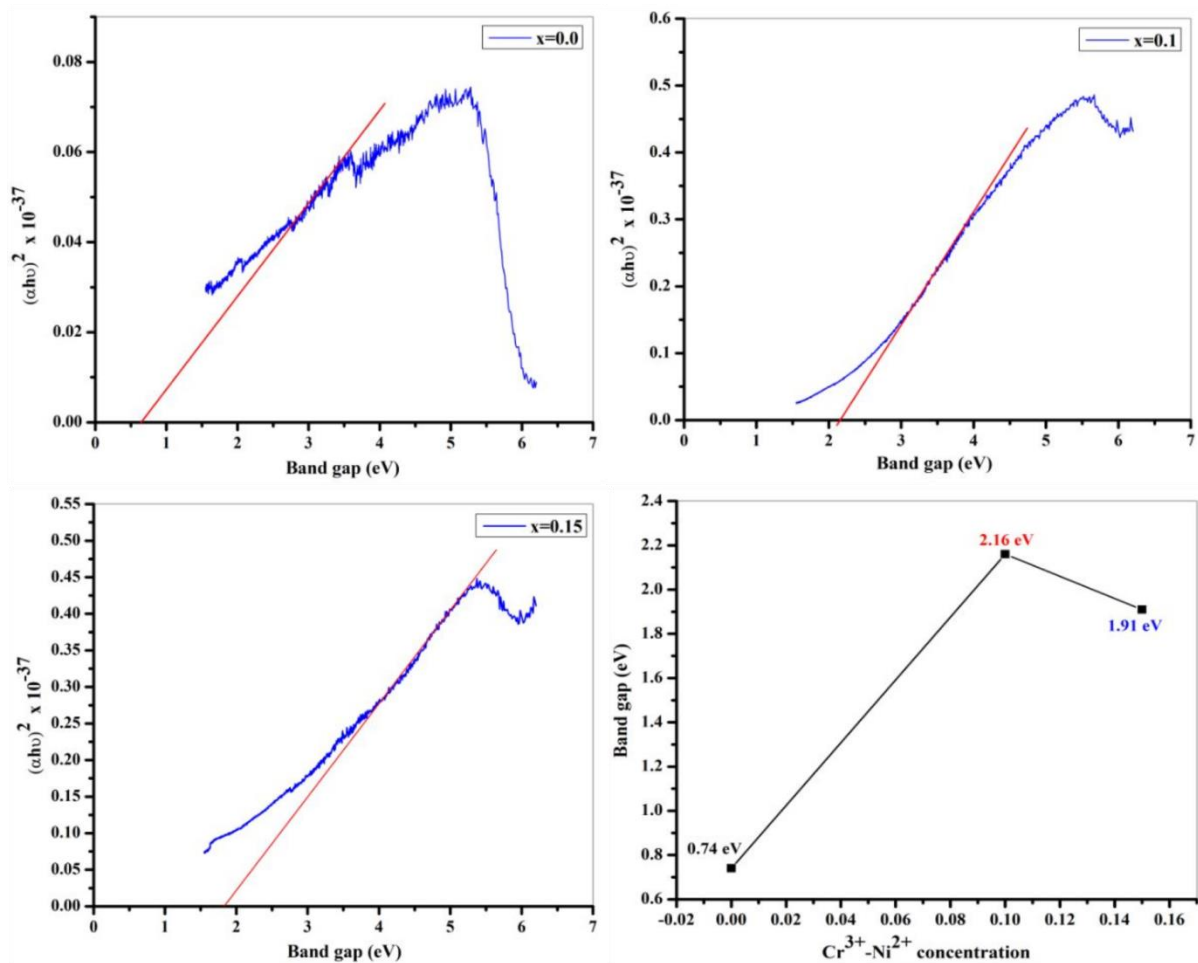 x=0.0
0.08
0.06
0.04
0.02
0.00
(αhυ)² x 10⁻³⁷
0 1 2 3 4 5 6 7
Band gap (eV)
x=0.1
0.6
0.5
0.4
0.3
0.2
0.1
0.0
(αhυ)² x 10⁻³⁷
0 1 2 3 4 5 6 7
Band gap (eV)
x=0.15
0.55
0.50
0.45
0.40
0.35
0.30
0.25
0.20
0.15
0.10
0.05
0.00
(αhυ)² x 10⁻³⁷
0 1 2 3 4 5 6 7
Band gap (eV)
2.4
2.2
2.0
1.8
1.6
1.4
1.2
1.0
0.8
0.6
Band gap (eV)
2.16 eV
1.91 eV
0.74 eV
-0.02 0.00 0.02 0.04 0.06 0.08 0.10 0.12 0.14 0.16
Cr³⁺-Ni²⁺ concentration